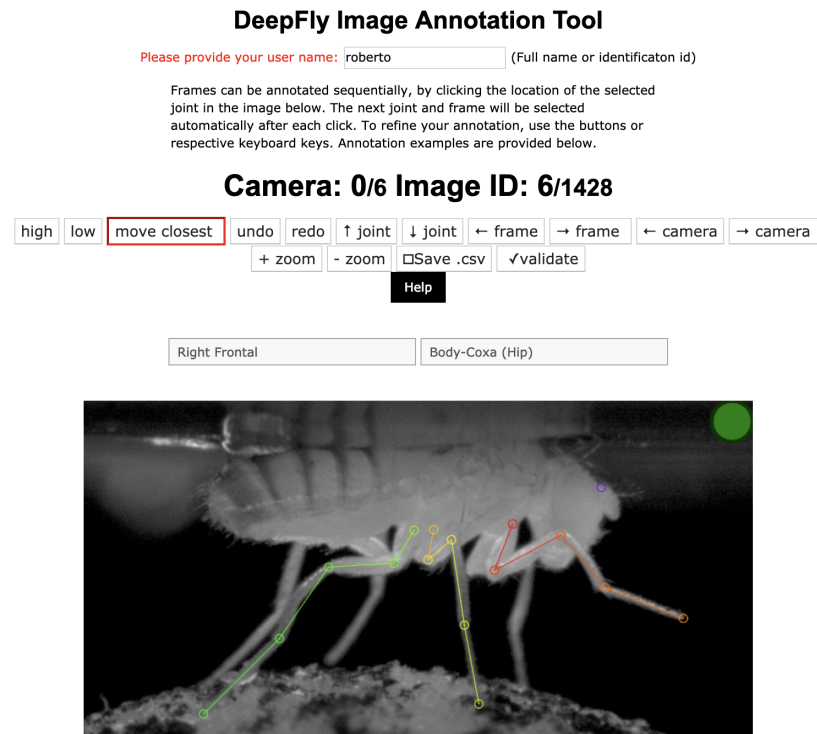 DeepFly Image Annotation Tool
Please provide your user name: roberto (Full name or identificaton id)
Frames can be annotated sequentially, by clicking the location of the selected
joint in the image below. The next joint and frame will be selected
automatically after each click. To refine your annotation, use the buttons or
respective keyboard keys. Annotation examples are provided below.
Camera: 0/6 Image ID: 6/1428
high low move closest undo redo ↑ joint ↓ joint ← frame → frame ← camera → camera
+ zoom - zoom □Save .csv ✓validate
Help
Right Frontal Body-Coxa (Hip)